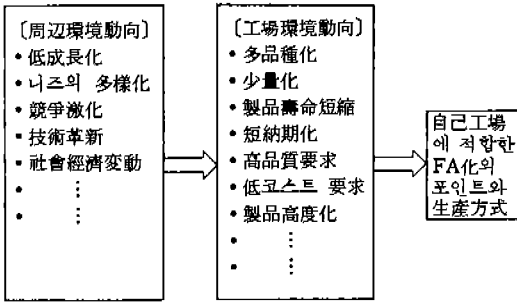 〔周辺環境動向〕
• 低成長化
• 니즈의 多樣化
• 競爭激化
• 技術革新
• 社會經濟変動
• ⋮
• ⋮
〔工場環境動向〕
• 多品種化
• 少量化
• 製品壽命短縮
• 短納期化
• 高品質要求
• 低코스트 要求
• 製品高度化
• ⋮
• ⋮
自己工場
에 적합한
FA化의
포인트와
生産方式